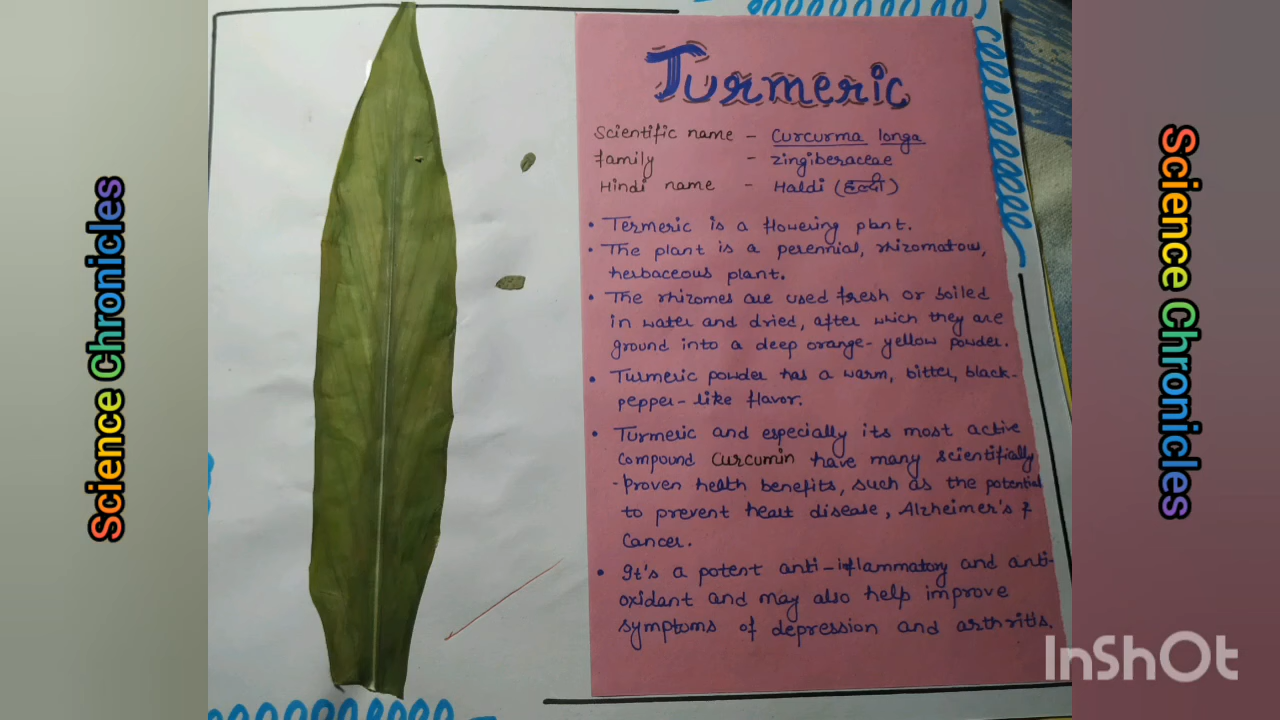 Science Chronicles
Turmeric
Scientific name - Curcurma longa
Family - Zingiberaceae
Hindi name - Haldi (हल्दी)
• Termeric is a flowering plant.
• The plant is a perennial, rhizomatous,
herbaceous plant.
• The rhizomes are used fresh or boiled
in water and dried, after which they are
ground into a deep orange-yellow powder.
• Turmeric powder has a warm, bitter, black-
pepper-like flavor.
• Turmeric and especially its most active
compound curcumin have many scientifially
-proven helth benefits, such as the potential
to prevent heart disease, Alzheimer's &
Cancer.
• It's a potent anti-inflammatory and anti-
oxidant and may also help improve
symptoms of depression and arthritis.
Science Chronicles
InShOt